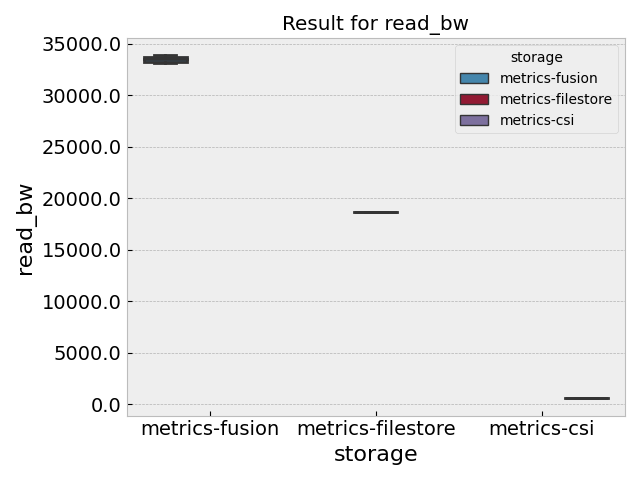 Result for read_bw
35000.0
30000.0
25000.0
20000.0
15000.0
10000.0
5000.0
0.0
read_bw
storage
metrics-fusion
metrics-filestore
metrics-csi
metrics-fusion metrics-filestore metrics-csi
storage